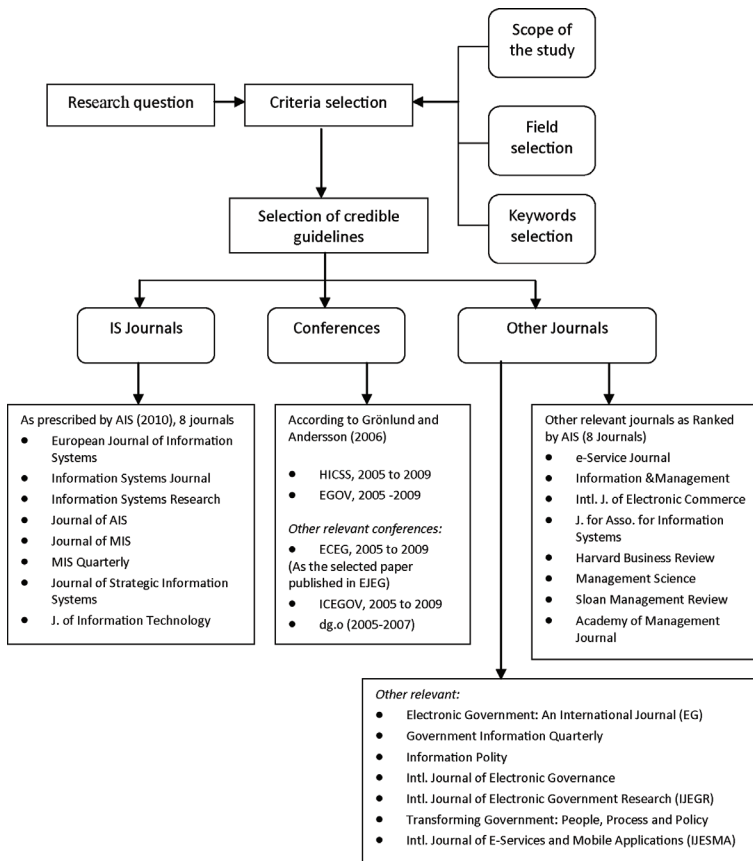 Scope of
the study
Research question
Criteria selection
Field
selection
Keywords
selection
Selection of credible
guidelines
IS Journals
Conferences
Other Journals
As prescribed by AIS (2010), 8 journals
● European Journal of Information
Systems
● Information Systems Journal
● Information Systems Research
● Journal of AIS
● Journal of MIS
● MIS Quarterly
● Journal of Strategic Information
Systems
● J. of Information Technology
According to Grönlund and
Andersson (2006)
● HICSS, 2005 to 2009
● EGOV, 2005 -2009
Other relevant conferences:
● ECEG, 2005 to 2009
(As the selected paper
published in EJEG)
● ICEGOV, 2005 to 2009
● dg.o (2005-2007)
Other relevant journals as Ranked
by AIS (8 Journals)
● e-Service Journal
● Information &Management
● Intl. J. of Electronic Commerce
● J. for Asso. for Information
Systems
● Harvard Business Review
● Management Science
● Sloan Management Review
● Academy of Management
Journal
Other relevant:
● Electronic Government: An International Journal (EG)
● Government Information Quarterly
● Information Polity
● Intl. Journal of Electronic Governance
● Intl. Journal of Electronic Government Research (IJEGR)
● Transforming Government: People, Process and Policy
● Intl. Journal of E-Services and Mobile Applications (IJESMA)